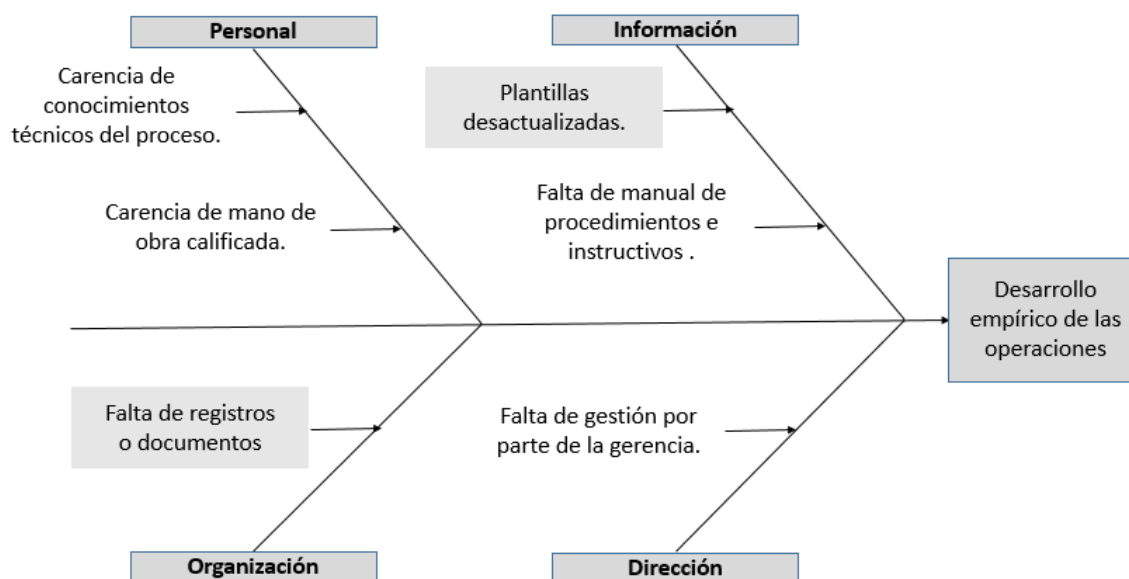 Personal
Información
Carencia de
conocimientos
técnicos del proceso.
Plantillas
desactualizadas.
Carencia de mano de
obra calificada.
Falta de manual de
procedimientos e
instructivos .
Desarrollo
empírico de las
operaciones
Falta de registros
o documentos
Falta de gestión por
parte de la gerencia.
Organización
Dirección